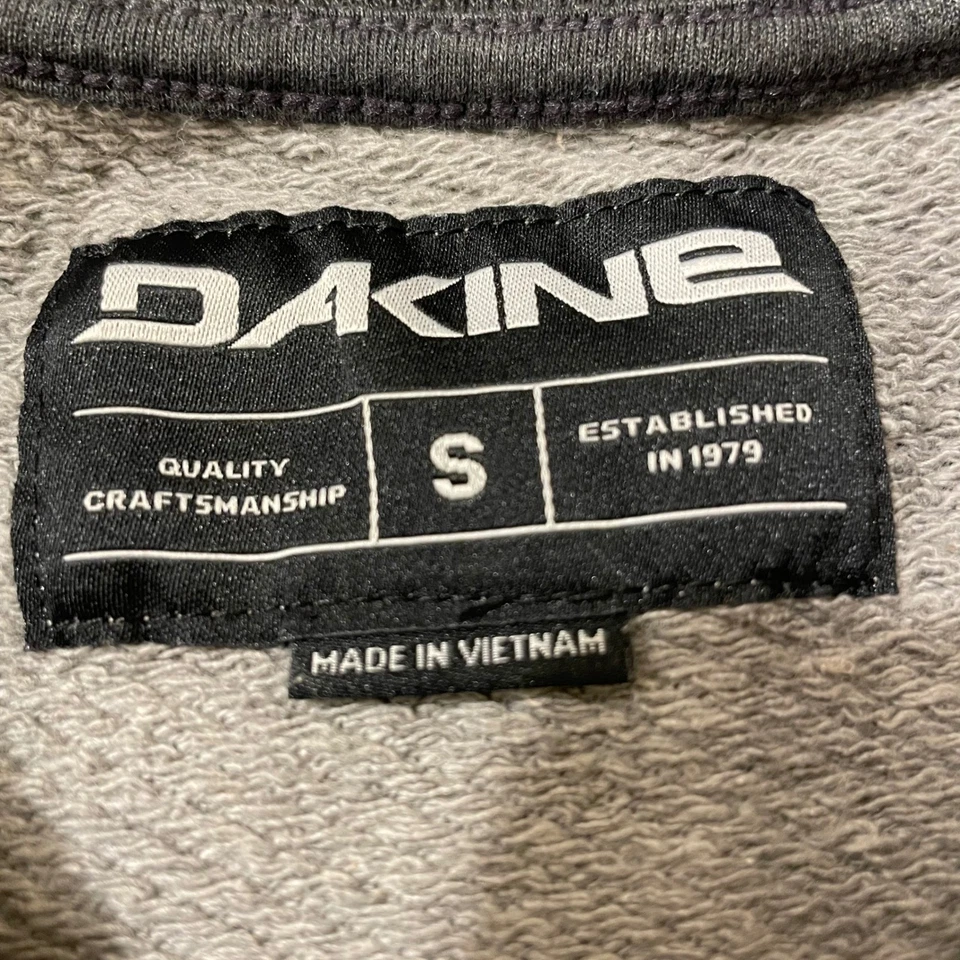 DAKINE
QUALITY
CRAFTSMANSHIP
S
ESTABLISHED
IN 1979
MADE IN VIETNAM